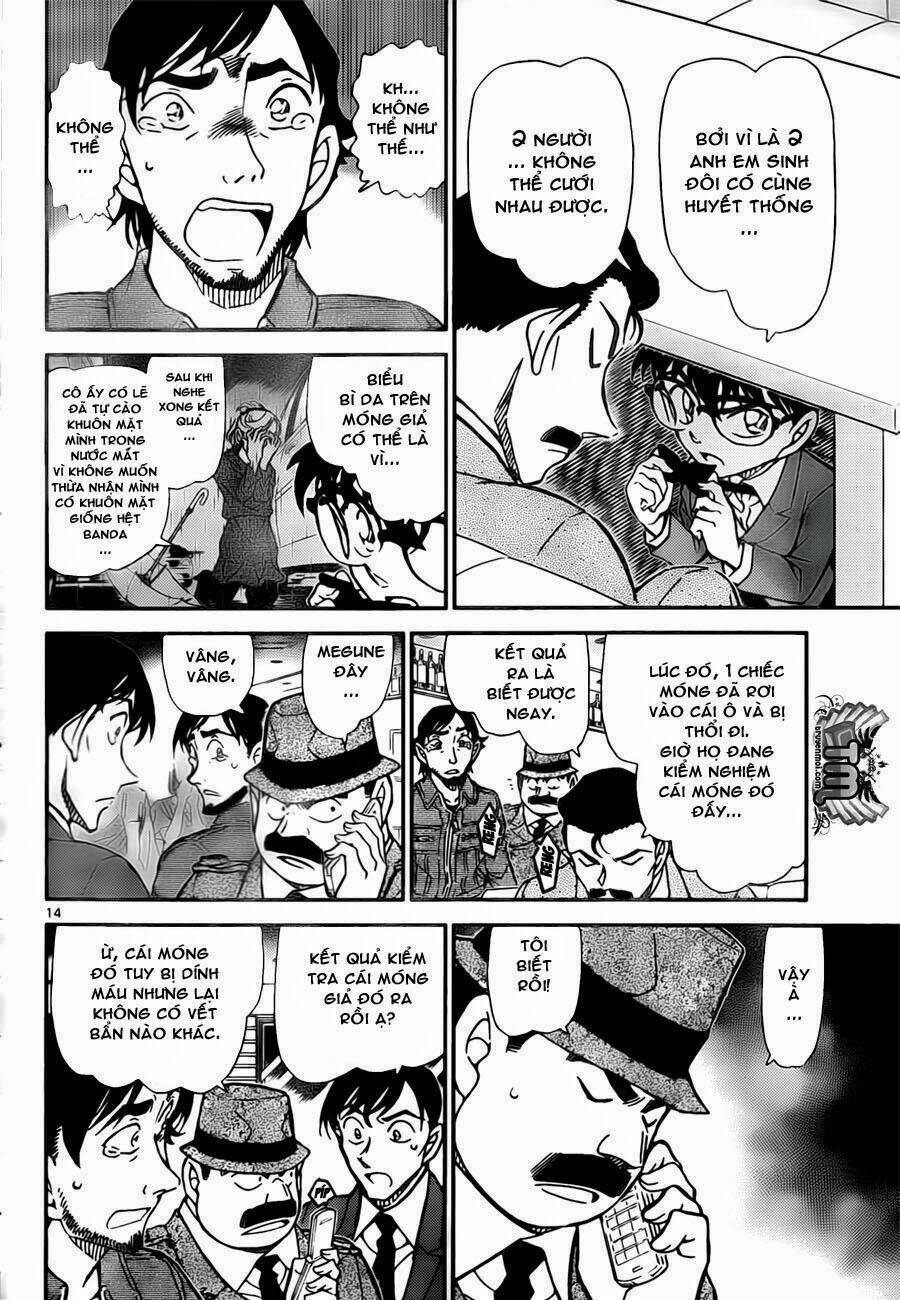 BỞI VÌ LÀ 2
ANH EM SINH
ĐÔI CÓ CÙNG
HUYẾT THỐNG
...
2 NGƯỜI
... KHÔNG
THỂ CƯỚI
NHAU ĐƯỢC.
KH...
KHÔNG
THỂ NHƯ
THẾ...
KHÔNG
THỂ
...
BIỂU
BÌ DA TRÊN
MÓNG GIẢ
CÓ THỂ LÀ
VÌ...
SAU KHI
NGHE
XONG KẾT
QUẢ
...
CÔ ẤY CÓ LẼ
ĐÃ TỰ CÀO
KHUÔN MẶT
MÌNH TRONG
NƯỚC MẮT
VÌ KHÔNG MUỐN
THỪA NHẬN MÌNH
CÓ KHUÔN MẶT
GIỐNG HỆT
BANDA
...
LÚC ĐÓ, 1 CHIẾC
MÓNG ĐÃ RƠI
VÀO CÁI Ô VÀ BỊ
THỔI ĐI.
GIỜ HỌ ĐANG
KIỂM NGHIỆM
CÁI MÓNG ĐÓ
ĐẤY...
KẾT QUẢ
RA LÀ
BIẾT ĐƯỢC
NGAY.
RENG
RENG
MEGUNE
ĐÂY
...
VÂNG,
VÂNG.
14
VẬY
À
...
TÔI
BIẾT
RỒI!
KẾT QUẢ KIỂM
TRA CÁI MÓNG
GIẢ ĐÓ RA
RỒI Ạ?
PÍP
Ừ, CÁI MÓNG
ĐÓ TUY BỊ DÍNH
MÁU NHƯNG LẠI
KHÔNG CÓ VẾT
BẨN NÀO KHÁC.
TM
truyenmoi.com